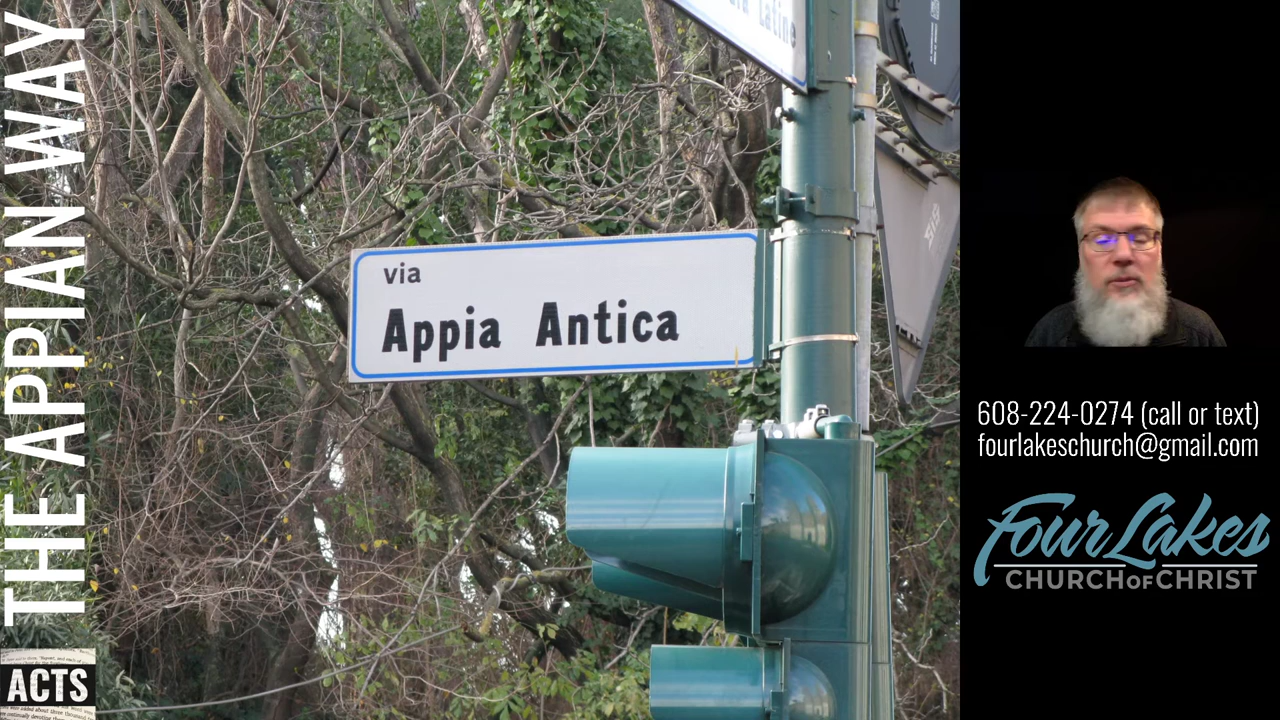 THE APPIAN WAY
ACTS
Latine
via
Appia Antica
608-224-0274 (call or text)
fourlakeschurch@gmail.com
Four Lakes
CHURCH OF CHRIST